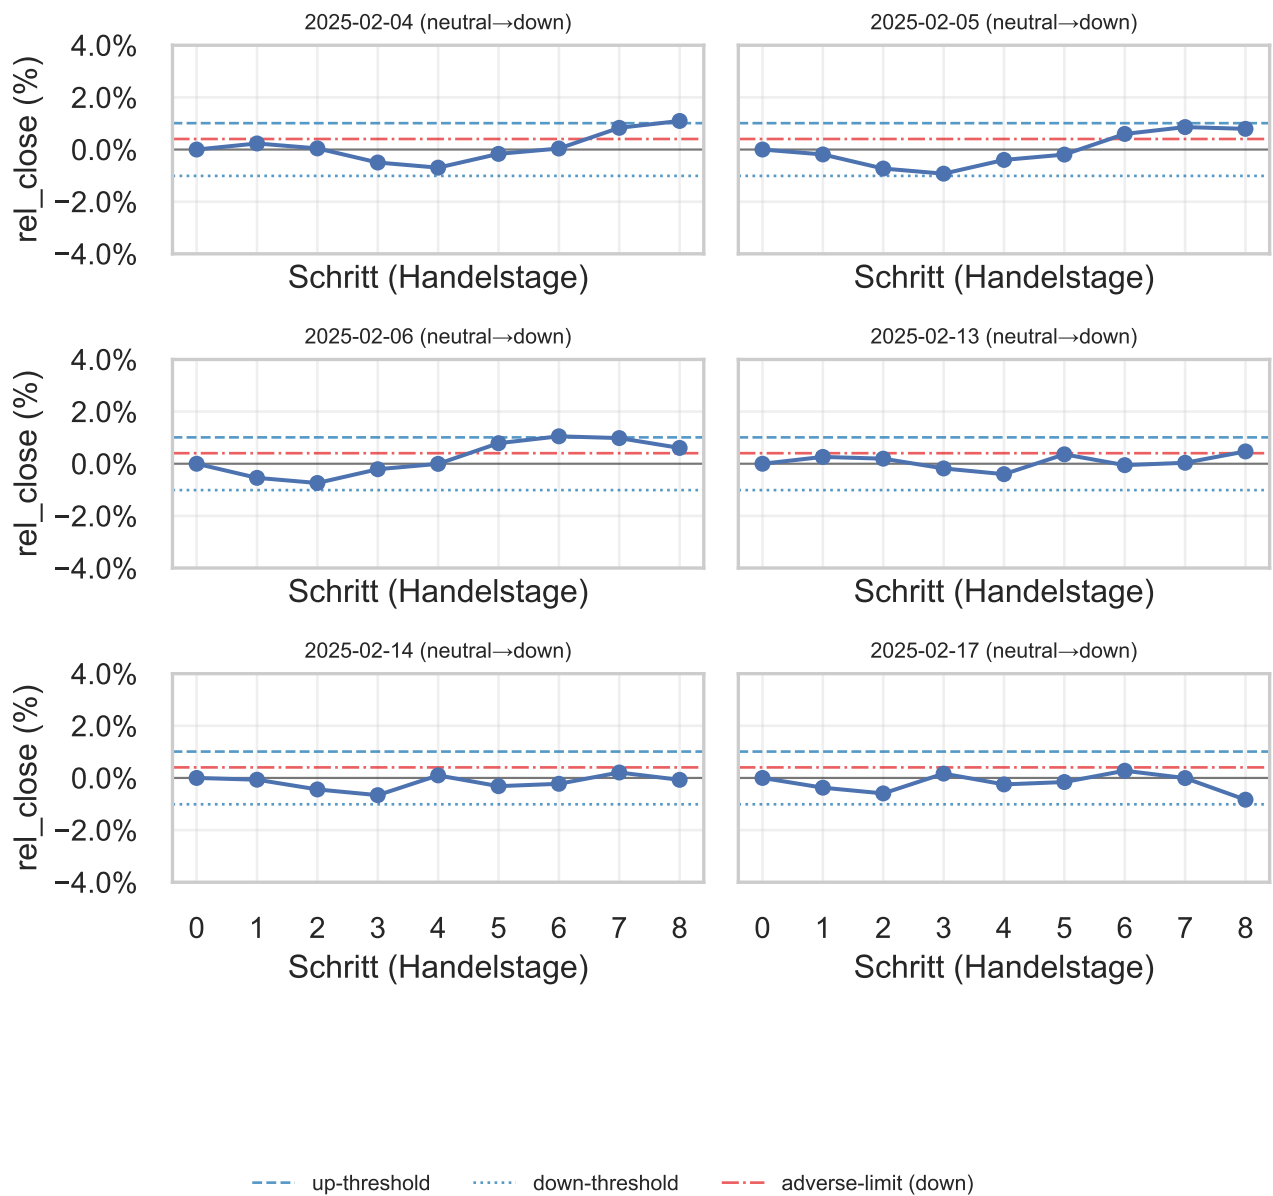 2025-02-04 (neutral→down)
2025-02-05 (neutral→down)
4.0%
2.0%
0.0%
−2.0%
−4.0%
rel_close (%)
Schritt (Handelstage)
Schritt (Handelstage)
2025-02-06 (neutral→down)
2025-02-13 (neutral→down)
4.0%
2.0%
0.0%
−2.0%
−4.0%
rel_close (%)
Schritt (Handelstage)
Schritt (Handelstage)
2025-02-14 (neutral→down)
2025-02-17 (neutral→down)
4.0%
2.0%
0.0%
−2.0%
−4.0%
rel_close (%)
0 1 2 3 4 5 6 7 8
0 1 2 3 4 5 6 7 8
Schritt (Handelstage)
Schritt (Handelstage)
up-threshold
down-threshold
adverse-limit (down)